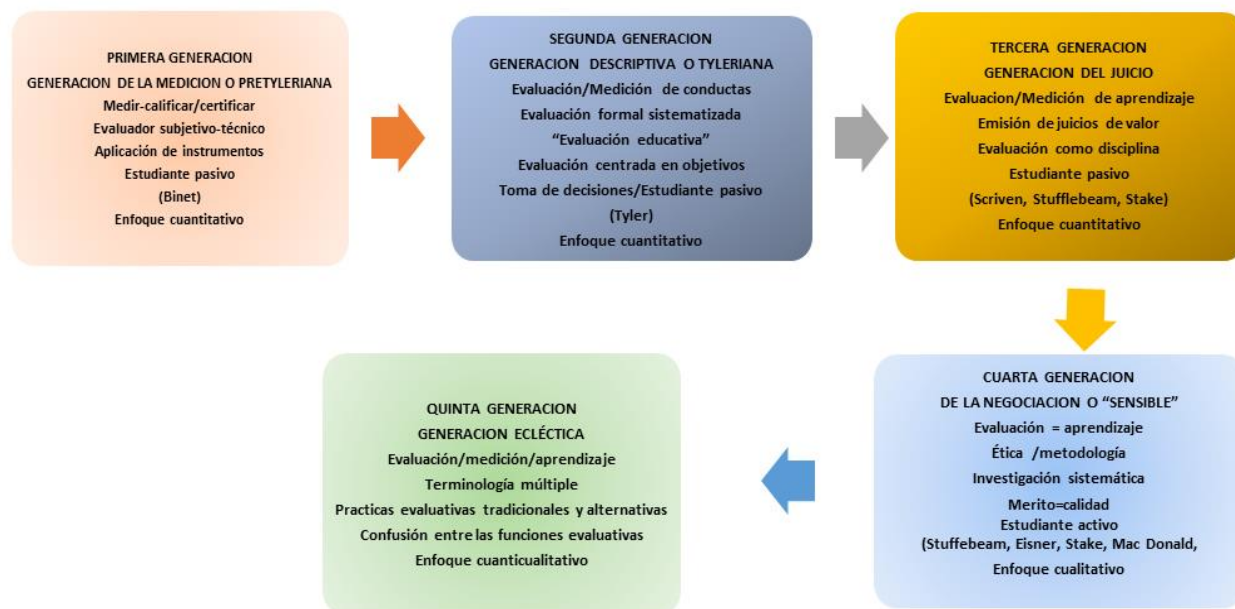 PRIMERA GENERACION
GENERACION DE LA MEDICION O PRETYLERIANA
Medir-calificar/certificar
Evaluador subjetivo-técnico
Aplicación de instrumentos
Estudiante pasivo
(Binet)
Enfoque cuantitativo
SEGUNDA GENERACION
GENERACION DESCRIPTIVA O TYLERIANA
Evaluación/Medición de conductas
Evaluación formal sistematizada
“Evaluación educativa”
Evaluación centrada en objetivos
Toma de decisiones/Estudiante pasivo
(Tyler)
Enfoque cuantitativo
TERCERA GENERACION
GENERACION DEL JUICIO
Evaluacion/Medición de aprendizaje
Emisión de juicios de valor
Evaluación como disciplina
Estudiante pasivo
(Scriven, Stufflebeam, Stake)
Enfoque cuantitativo
CUARTA GENERACION
DE LA NEGOCIACION O “SENSIBLE”
Evaluación = aprendizaje
Ética /metodología
Investigación sistemática
Merito=calidad
Estudiante activo
(Stuffebeam, Eisner, Stake, Mac Donald,
Enfoque cualitativo
QUINTA GENERACION
GENERACION ECLÉCTICA
Evaluación/medición/aprendizaje
Terminología múltiple
Practicas evaluativas tradicionales y alternativas
Confusión entre las funciones evaluativas
Enfoque cuanticualitativo